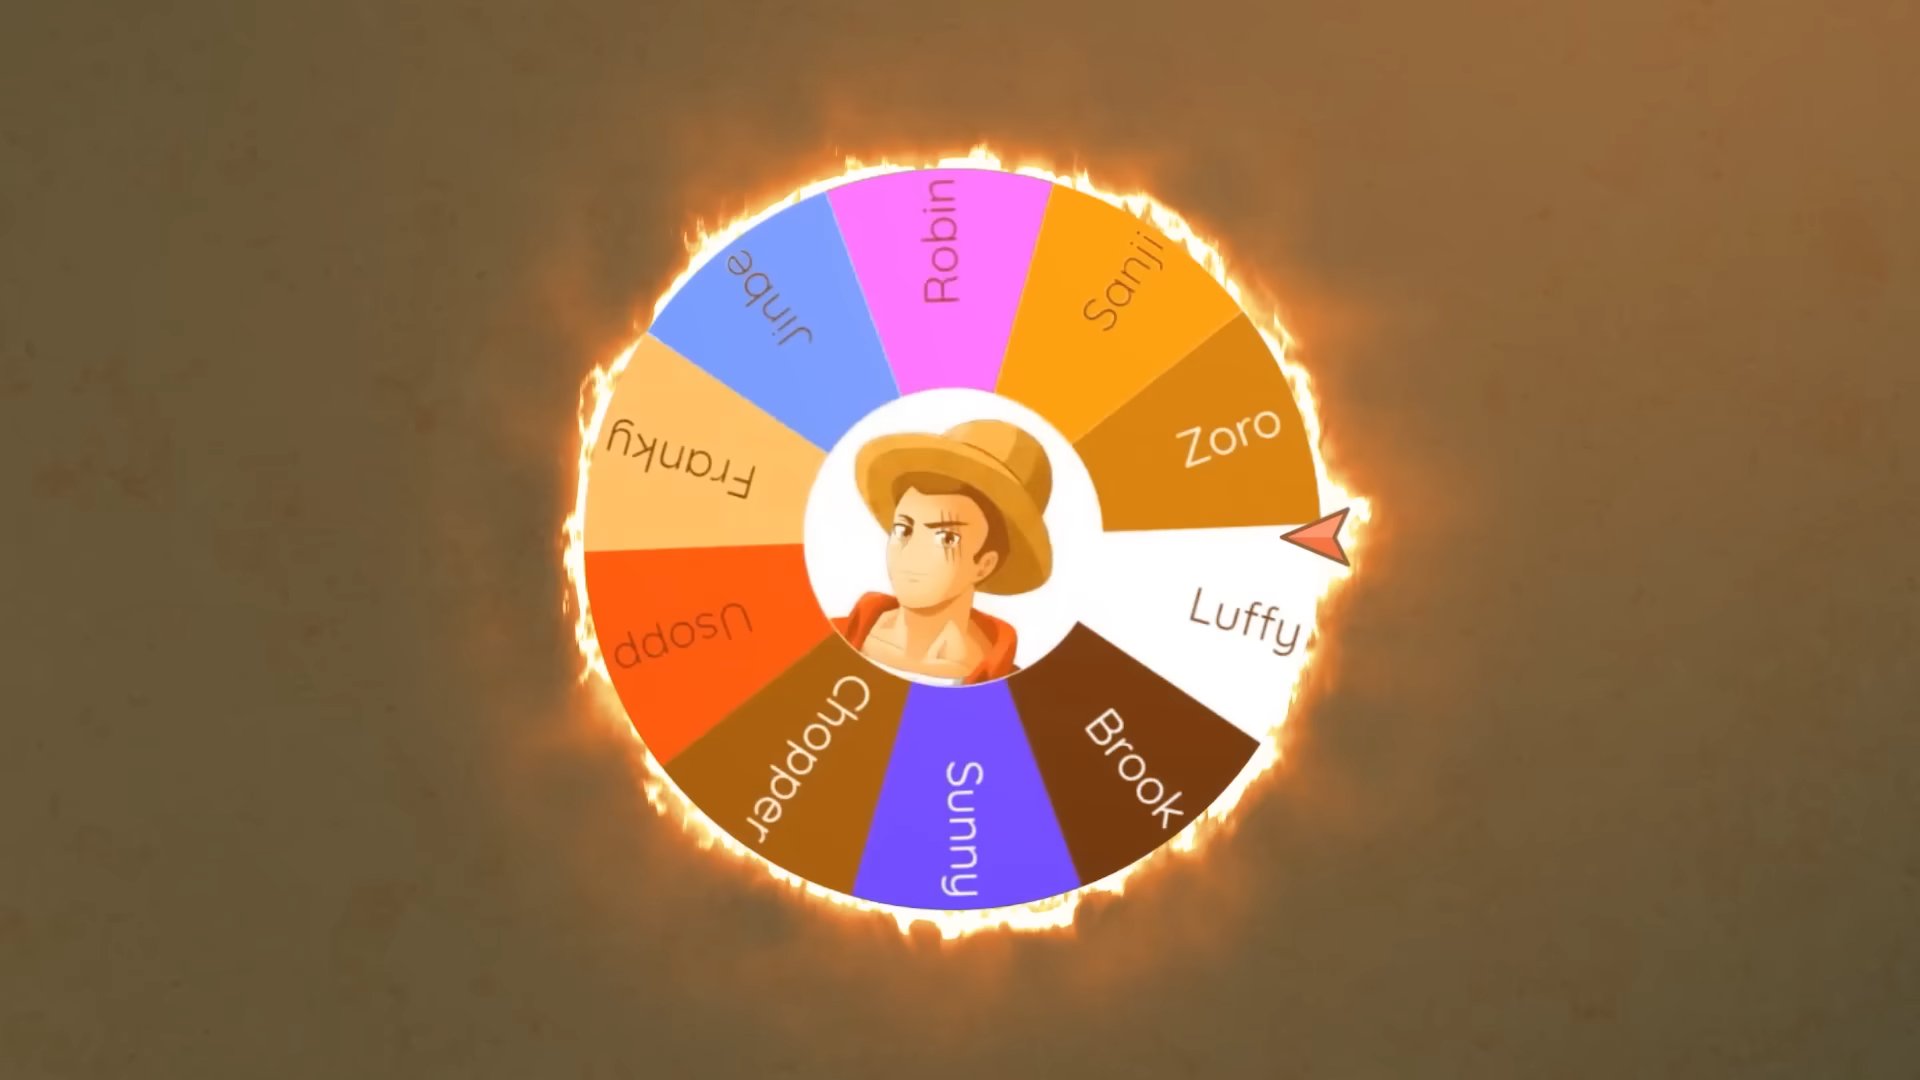 Robin
Sanji
Zoro
Luffy
Brook
Sunny
Chopper
Usopp
Franky
Jinbe